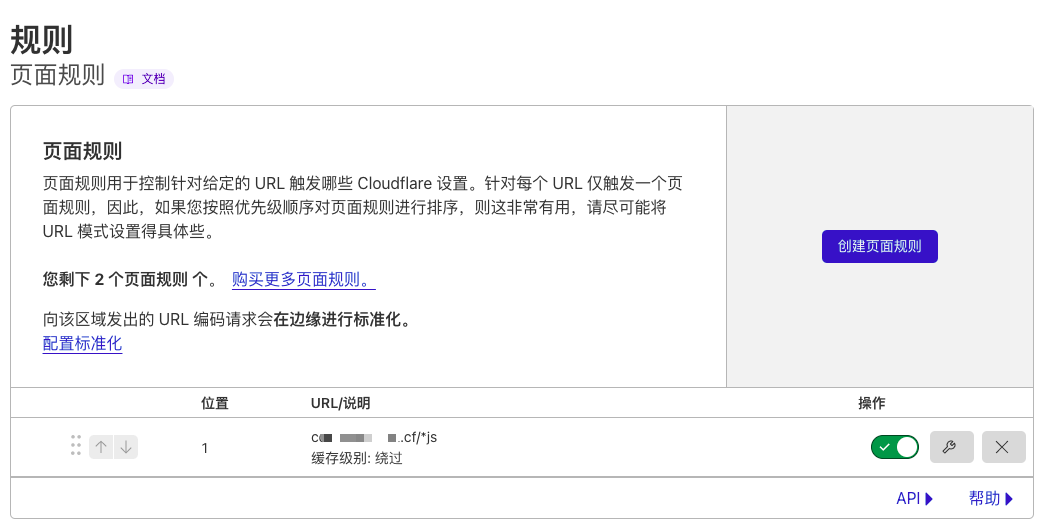 规则
页面规则 文档
页面规则
页面规则用于控制针对给定的 URL 触发哪些 Cloudflare 设置。针对每个 URL 仅触发一个页
面规则，因此，如果您按照优先级顺序对页面规则进行排序，则这非常有用，请尽可能将
URL 模式设置得具体些。
创建页面规则
您剩下 2 个页面规则 个。 购买更多页面规则。
向该区域发出的 URL 编码请求会在边缘进行标准化。
配置标准化
位置 URL/说明 操作
1 .cf/*js
缓存级别: 绕过
API 帮助